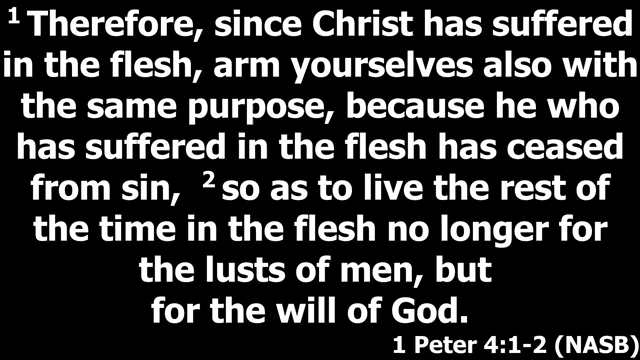 1 Therefore, since Christ has suffered
in the flesh, arm yourselves also with
the same purpose, because he who
has suffered in the flesh has ceased
from sin, 2 so as to live the rest of
the time in the flesh no longer for
the lusts of men, but
for the will of God.
1 Peter 4:1-2 (NASB)